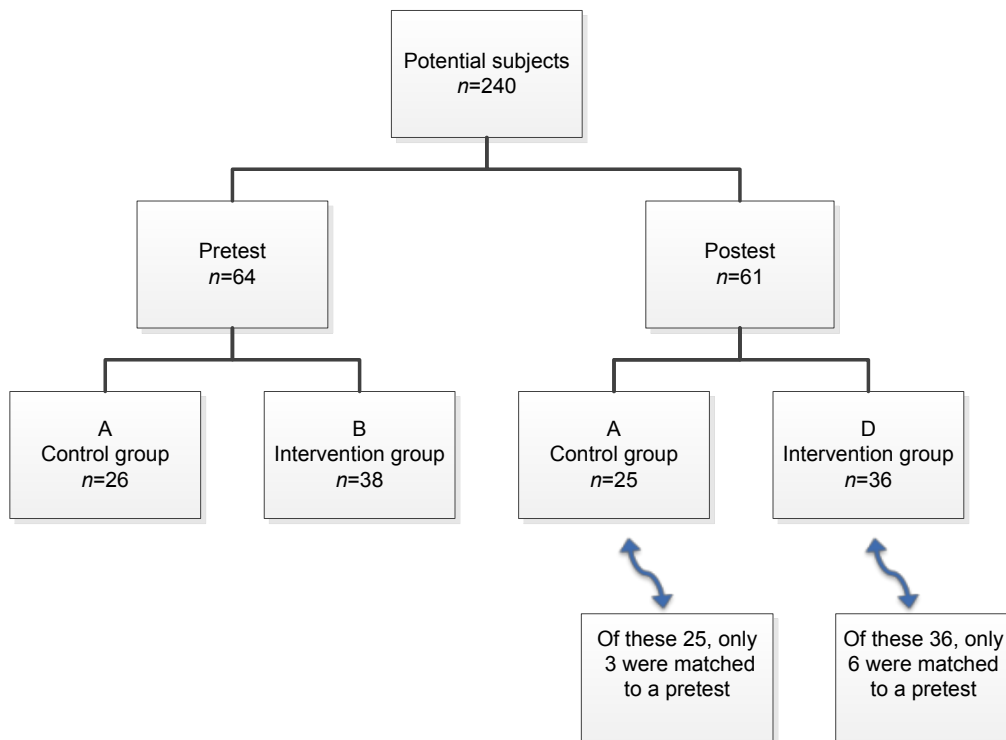 Potential subjects
n=240
Pretest
n=64
Postest
n=61
A
Control group
n=26
B
Intervention group
n=38
A
Control group
n=25
D
Intervention group
n=36
Of these 25, only
3 were matched
to a pretest
Of these 36, only
6 were matched
to a pretest